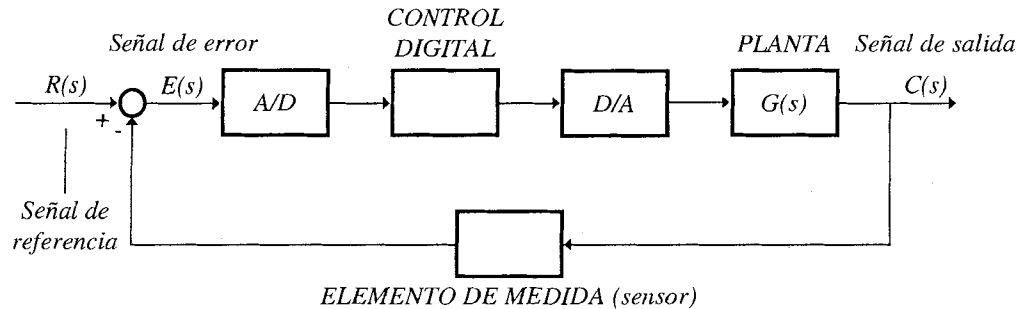 CONTROL
DIGITAL
Señal de error
PLANTA
Señal de salida
R(s)
E(s)
A/D
D/A
G(s)
C(s)
+
-
Señal de
referencia
ELEMENTO DE MEDIDA (sensor)